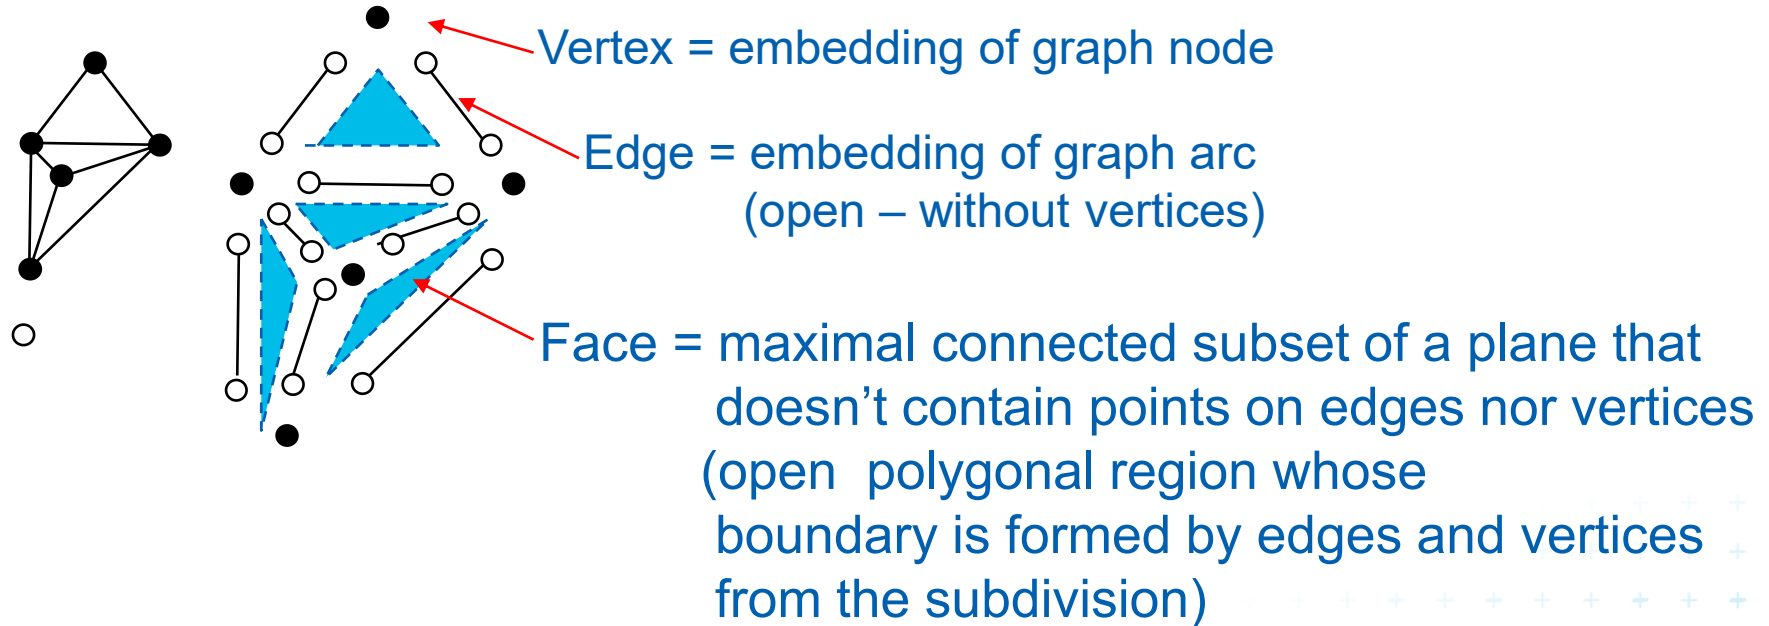 Vertex = embedding of graph node
Edge = embedding of graph arc
(open – without vertices)
Face = maximal connected subset of a plane that
doesn’t contain points on edges nor vertices
(open polygonal region whose
boundary is formed by edges and vertices
from the subdivision)